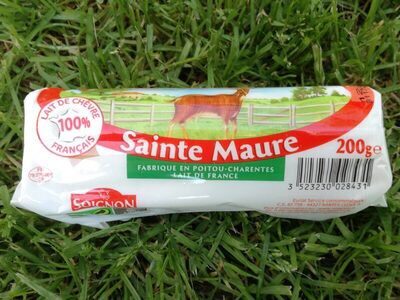 LAIT DE CHÈVRE
100%
FRANÇAIS
Sainte Maure
200g e
FABRIQUÉ EN POITOU-CHARENTES
LAIT DE FRANCE
3 523230 028431
SOIGNON